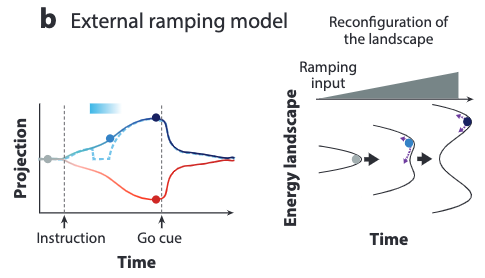 b External ramping model
Reconfiguration of
the landscape
Ramping
input
Projection
Energy landscape
Instruction
Go cue
Time
Time